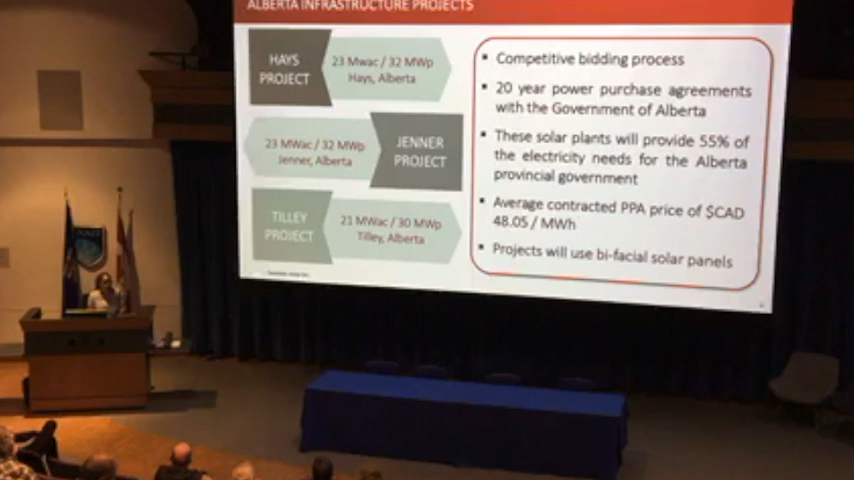 ALBERTA INFRASTRUCTURE PROJECTS
HAYS
PROJECT
23 Mwac / 32 MWp
Hays, Alberta
23 MWac / 32 MWp
Jenner, Alberta
JENNER
PROJECT
TILLEY
PROJECT
21 MWac / 30 MWp
Tilley, Alberta
▪ Competitive bidding process
▪ 20 year power purchase agreements
with the Government of Alberta
▪ These solar plants will provide 55% of
the electricity needs for the Alberta
provincial government
▪ Average contracted PPA price of $CAD
48.05 / MWh
▪ Projects will use bi-facial solar panels